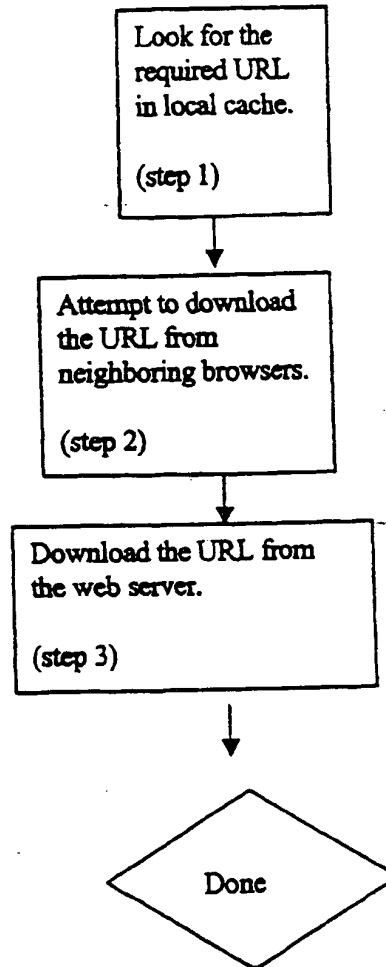 Look for the
required URL
in local cache.
(step 1)
Attempt to download
the URL from
neighboring browsers.
(step 2)
Download the URL from
the web server.
(step 3)
Done